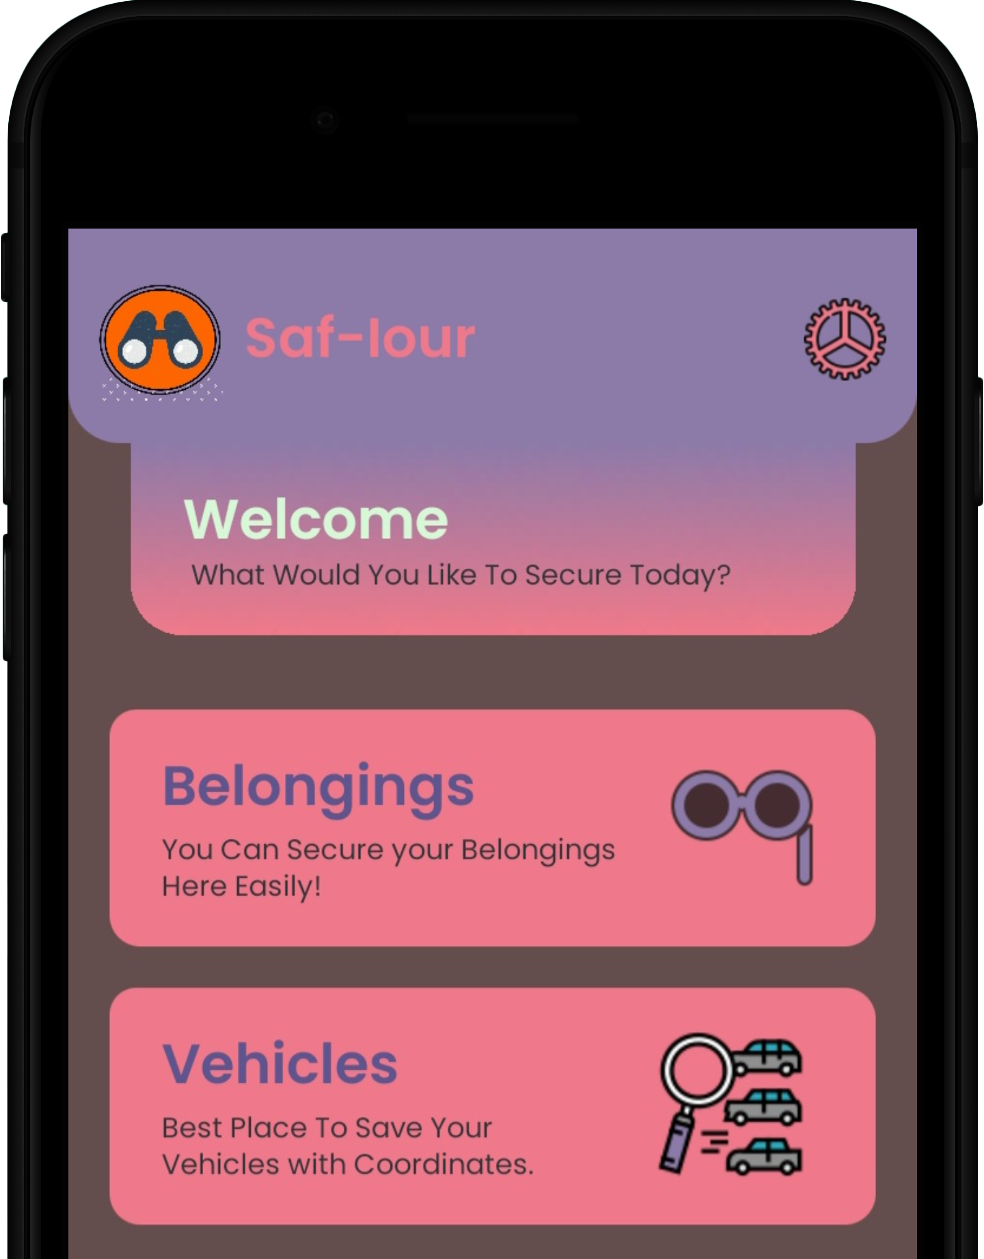 Saf-lour
Welcome
What Would You Like To Secure Today?
Belongings
You Can Secure your Belongings
Here Easily!
Vehicles
Best Place To Save Your
Vehicles with Coordinates.